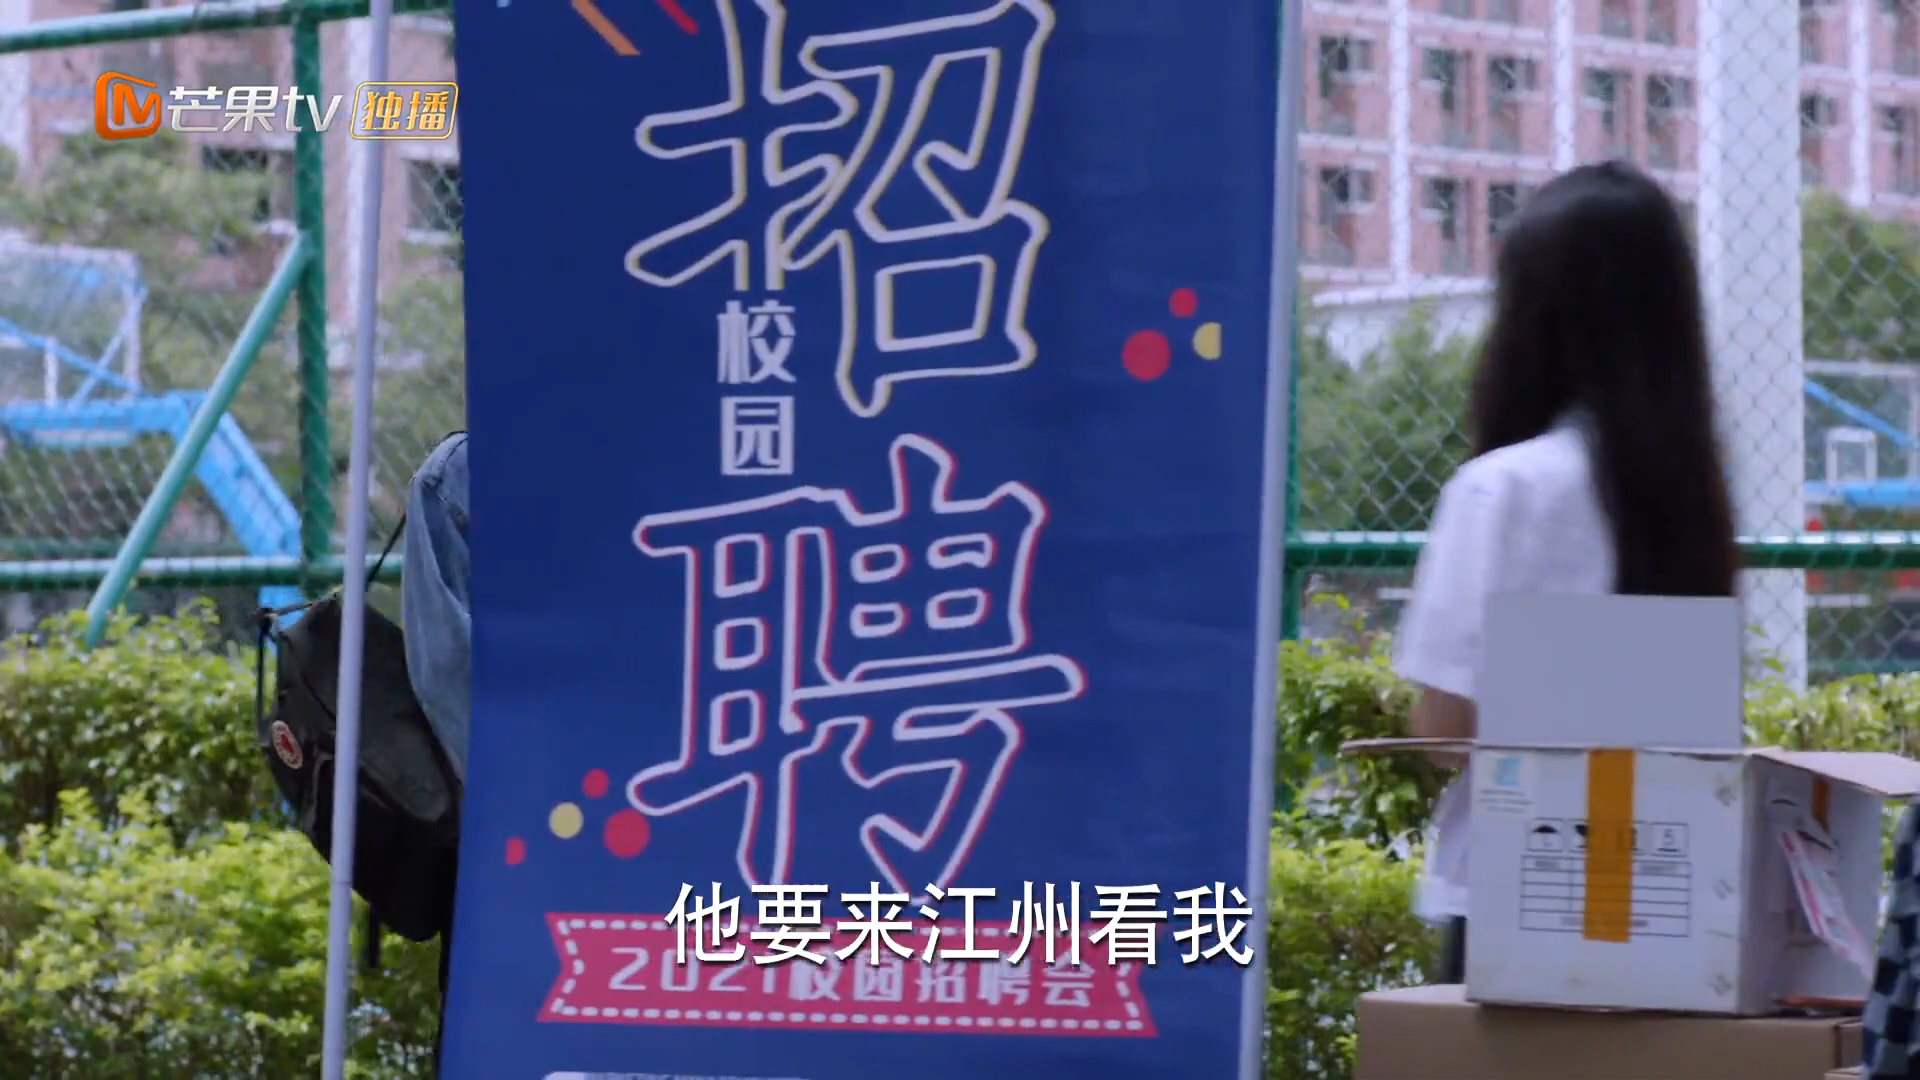 芒果tv 独播
招
校园
聘
他要来江州看我
2021校园招聘会